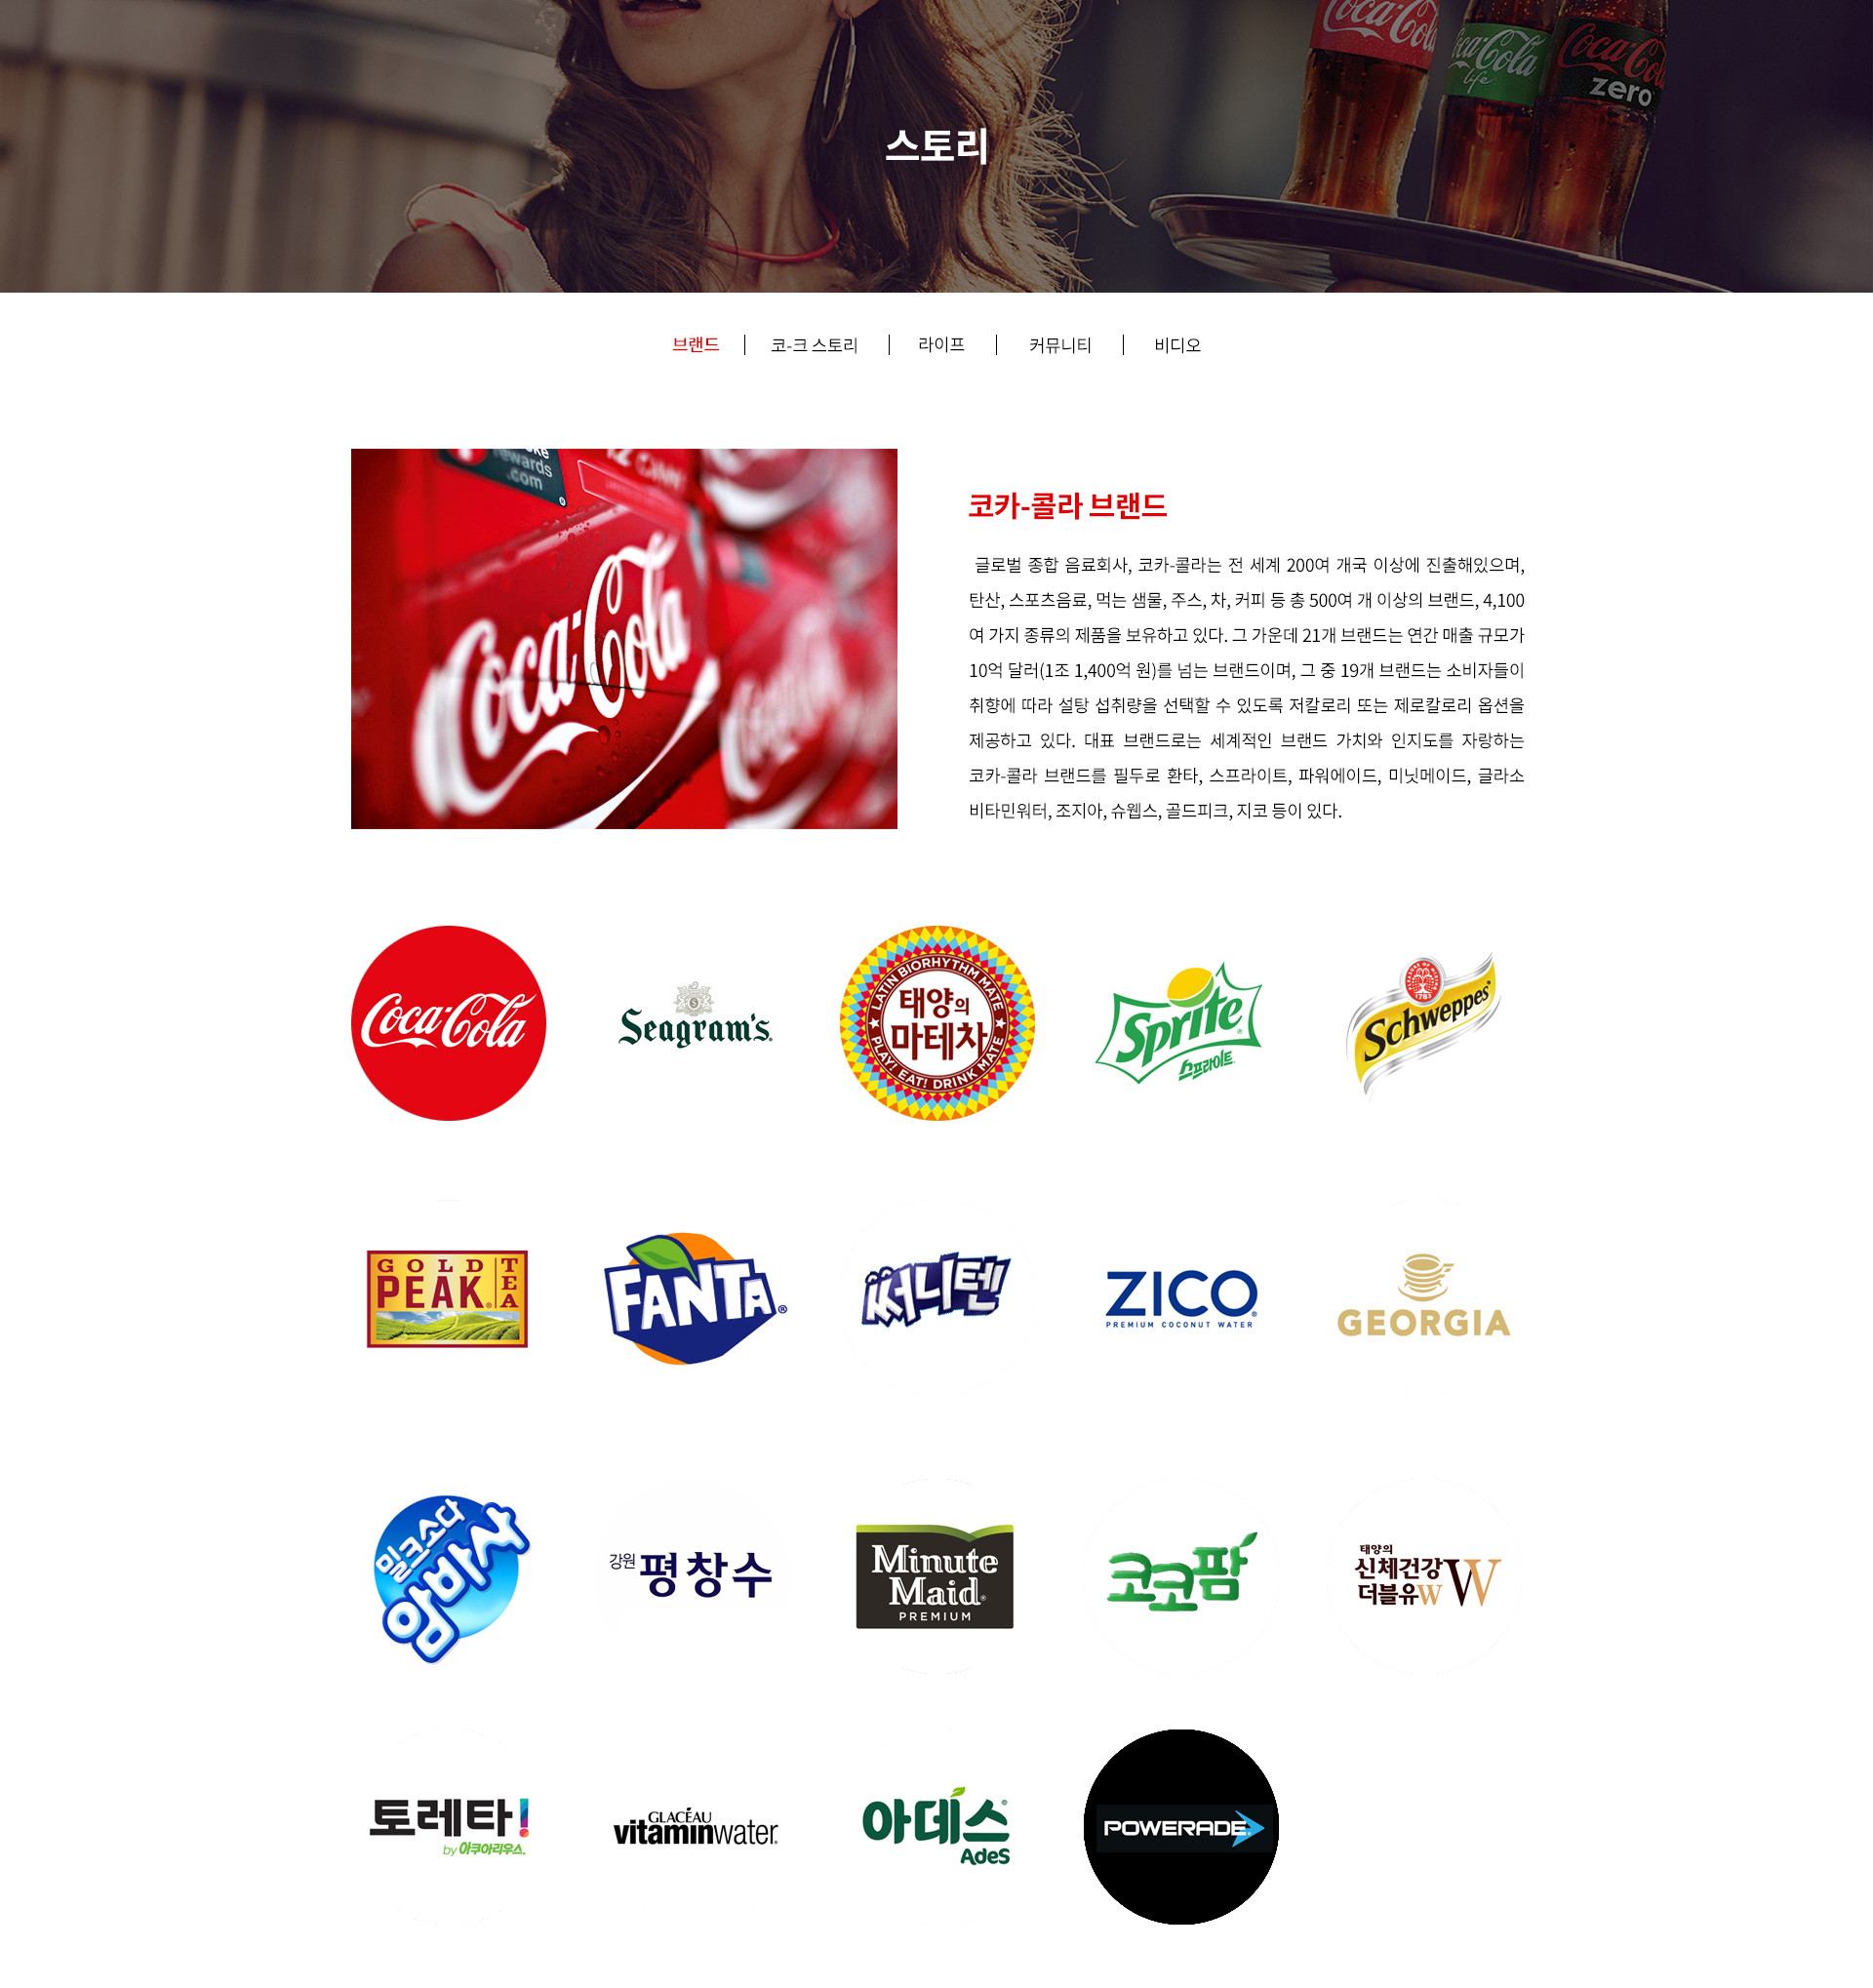 Coca-Cola
Coca-Cola
life
Coca-Cola
zero
스토리
브랜드
코-크 스토리
라이프
커뮤니티
비디오
rewards
.com
Coca-Cola
코카-콜라 브랜드
글로벌 종합 음료회사, 코카-콜라는 전 세계 200여 개국 이상에 진출해있으며,
탄산, 스포츠음료, 먹는 샘물, 주스, 차, 커피 등 총 500여 개 이상의 브랜드, 4,100
여 가지 종류의 제품을 보유하고 있다. 그 가운데 21개 브랜드는 연간 매출 규모가
10억 달러(1조 1,400억 원)를 넘는 브랜드이며, 그 중 19개 브랜드는 소비자들이
취향에 따라 설탕 섭취량을 선택할 수 있도록 저칼로리 또는 제로칼로리 옵션을
제공하고 있다. 대표 브랜드로는 세계적인 브랜드 가치와 인지도를 자랑하는
코카-콜라 브랜드를 필두로 환타, 스프라이트, 파워에이드, 미닛메이드, 글라소
비타민워터, 조지아, 슈웹스, 골드피크, 지코 등이 있다.
Coca-Cola
Seagram's
LATIN BIORHYTHM MATE
태양의
마테차
PLAY! EAT! DRINK MATE
Sprite
스프라이트
1783
Schweppes
GOLD
PEAK
TEA
FANTA
써니텐
ZICO
PREMIUM COCONUT WATER
GEORGIA
밀크소다
암바사
강원 평창수
Minute
Maid
PREMIUM
코코팜
태양의
신체건강
더블유W W
토레타!
by 아쿠아리우스
GLACÉAU
vitaminwater
아데스
AdeS
POWERADE